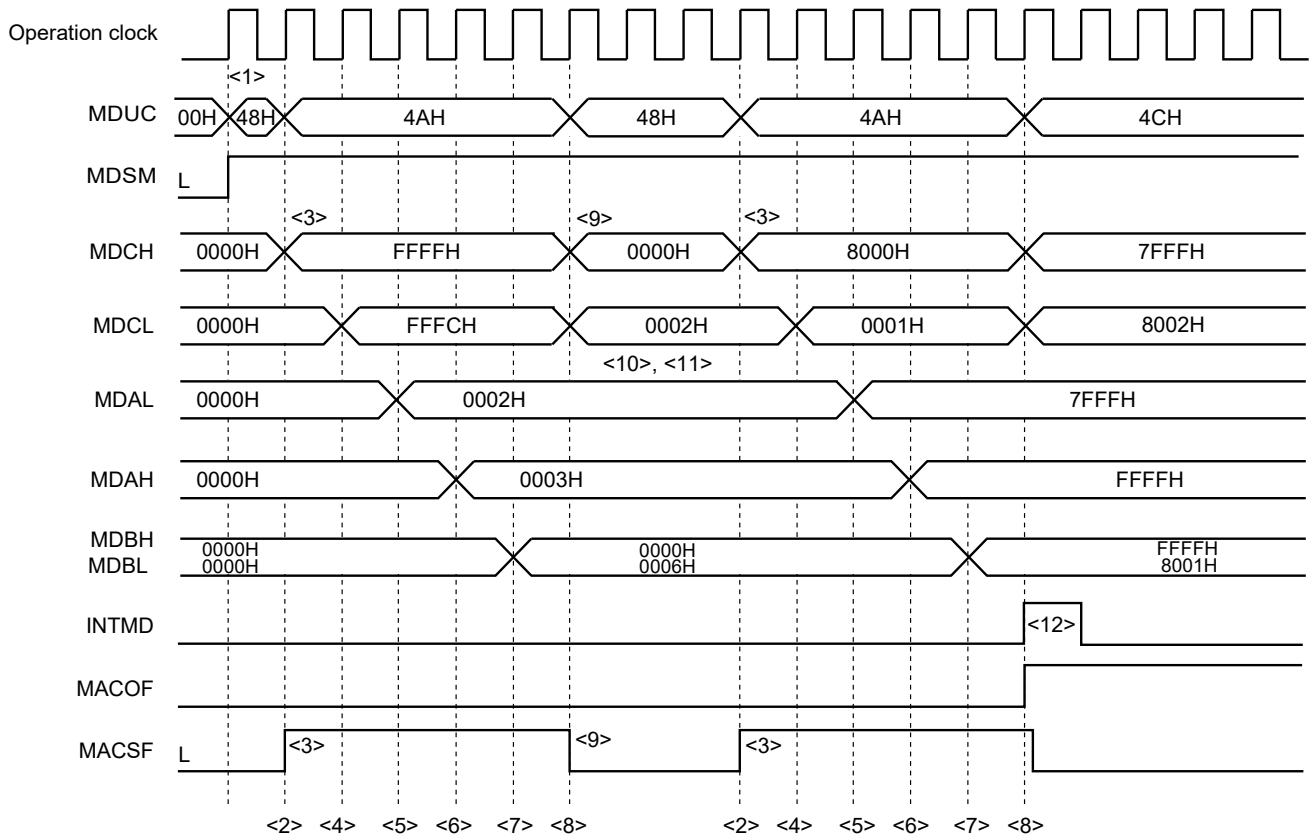 Operation clock
<1>
MDUC 00H 48H 4AH 48H 4AH 4CH
MDSM L
<3> <9> <3>
MDCH 0000H FFFFH 0000H 8000H 7FFFH
MDCL 0000H FFFCH 0002H 0001H 8002H
<10>, <11>
MDAL 0000H 0002H 7FFFH
MDAH 0000H 0003H FFFFH
MDBH 0000H 0000H FFFFH
MDBL 0000H 0006H 8001H
INTMD <12>
MACOF
MACSF L <3> <9> <3>
<2> <4> <5> <6> <7> <8> <2> <4> <5> <6> <7> <8>